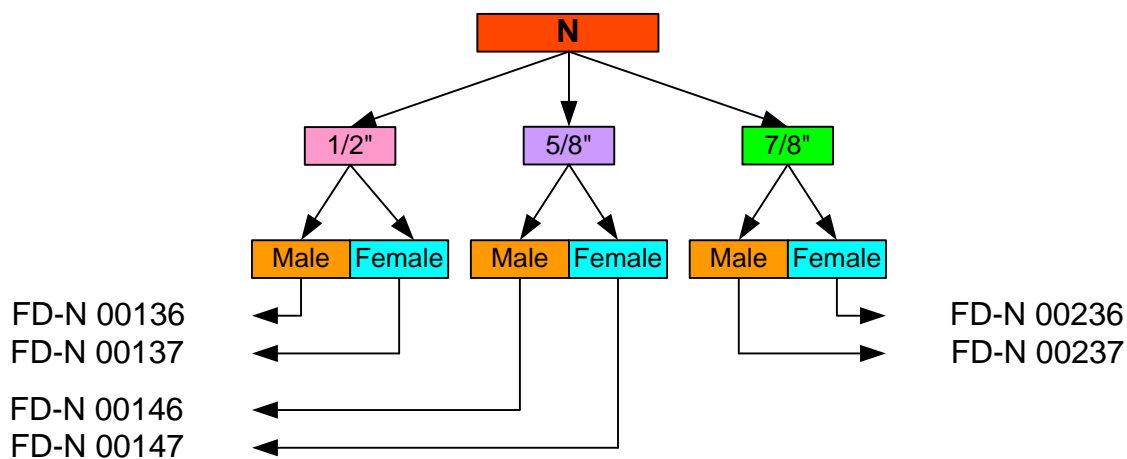 N
1/2" 5/8" 7/8"
Male Female Male Female Male Female
FD-N 00136 FD-N 00236
FD-N 00137 FD-N 00237
FD-N 00146
FD-N 00147